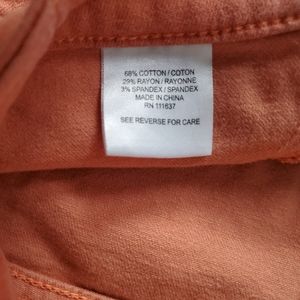 68% COTTON / COTON
29% RAYON / RAYONNE
3% SPANDEX / SPANDEX
MADE IN CHINA
RN 111637
SEE REVERSE FOR CARE